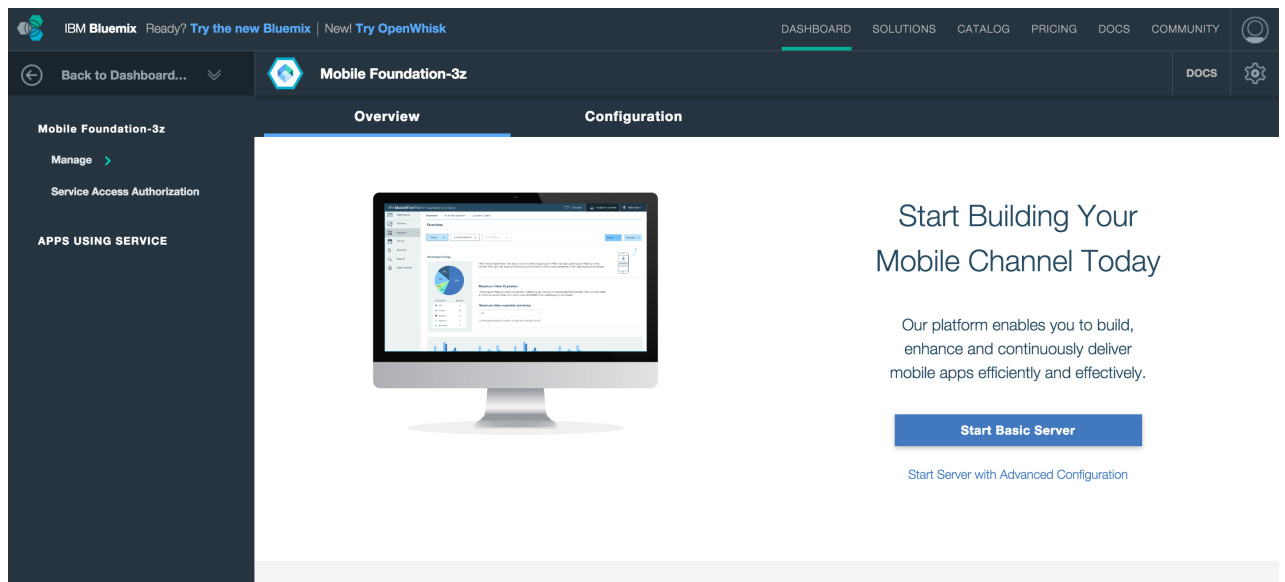 IBM Bluemix Ready? Try the new Bluemix | New! Try OpenWhisk
DASHBOARD SOLUTIONS CATALOG PRICING DOCS COMMUNITY
Back to Dashboard...
Mobile Foundation-3z
DOCS
Mobile Foundation-3z
Manage
Service Access Authorization
APPS USING SERVICE
Overview Configuration
Overview
Start Building Your
Mobile Channel Today
Our platform enables you to build,
enhance and continuously deliver
mobile apps efficiently and effectively.
Start Basic Server
Start Server with Advanced Configuration